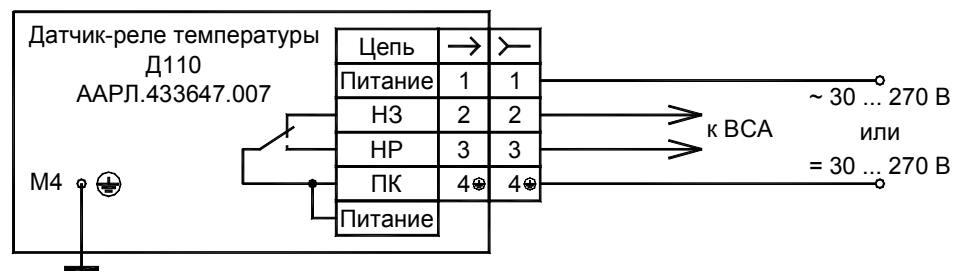 Датчик-реле температуры
Д110
ААРЛ.433647.007
Цепь
Питание 1 1
НЗ 2 2
НР 3 3
ПК 4 4
Питание
М4
к ВСА
~ 30 ... 270 В
или
= 30 ... 270 В